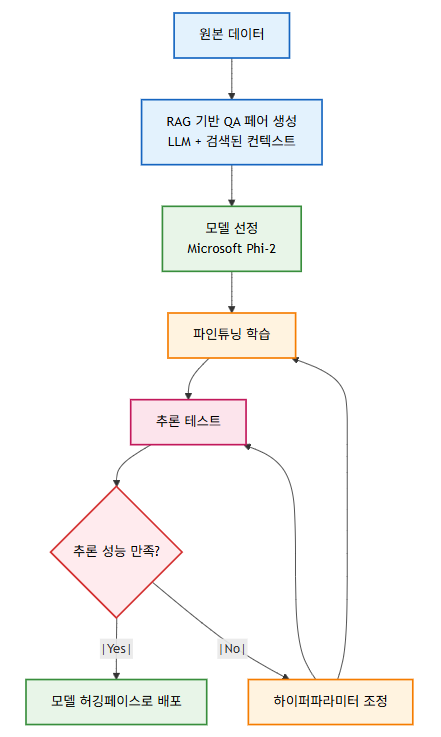 원본 데이터
RAG 기반 QA 페어 생성
LLM + 검색된 컨텍스트
모델 선정
Microsoft Phi-2
파인튜닝 학습
추론 테스트
추론 성능 만족?
|Yes|
|No|
모델 허깅페이스로 배포
하이퍼파라미터 조정